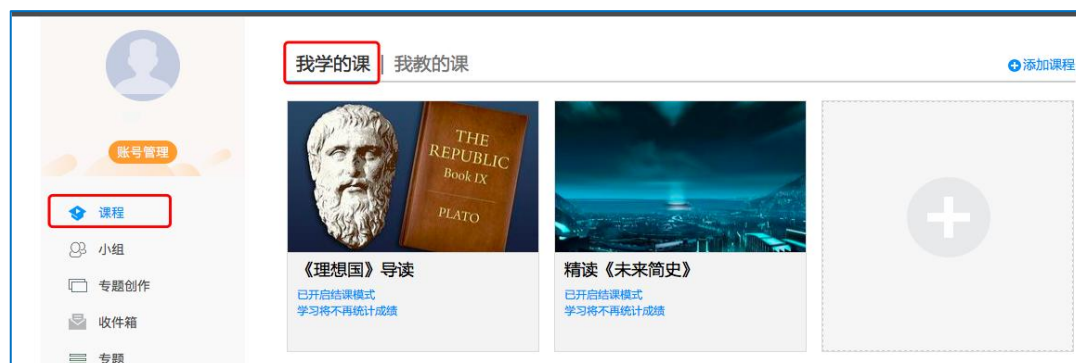 账号管理
课程
小组
专题创作
收件箱
专题
我学的课 | 我教的课
添加课程
THE
REPUBLIC
Book IX
PLATO
《理想国》导读
已开启结课模式
学习将不再统计成绩
精读《未来简史》
已开启结课模式
学习将不再统计成绩